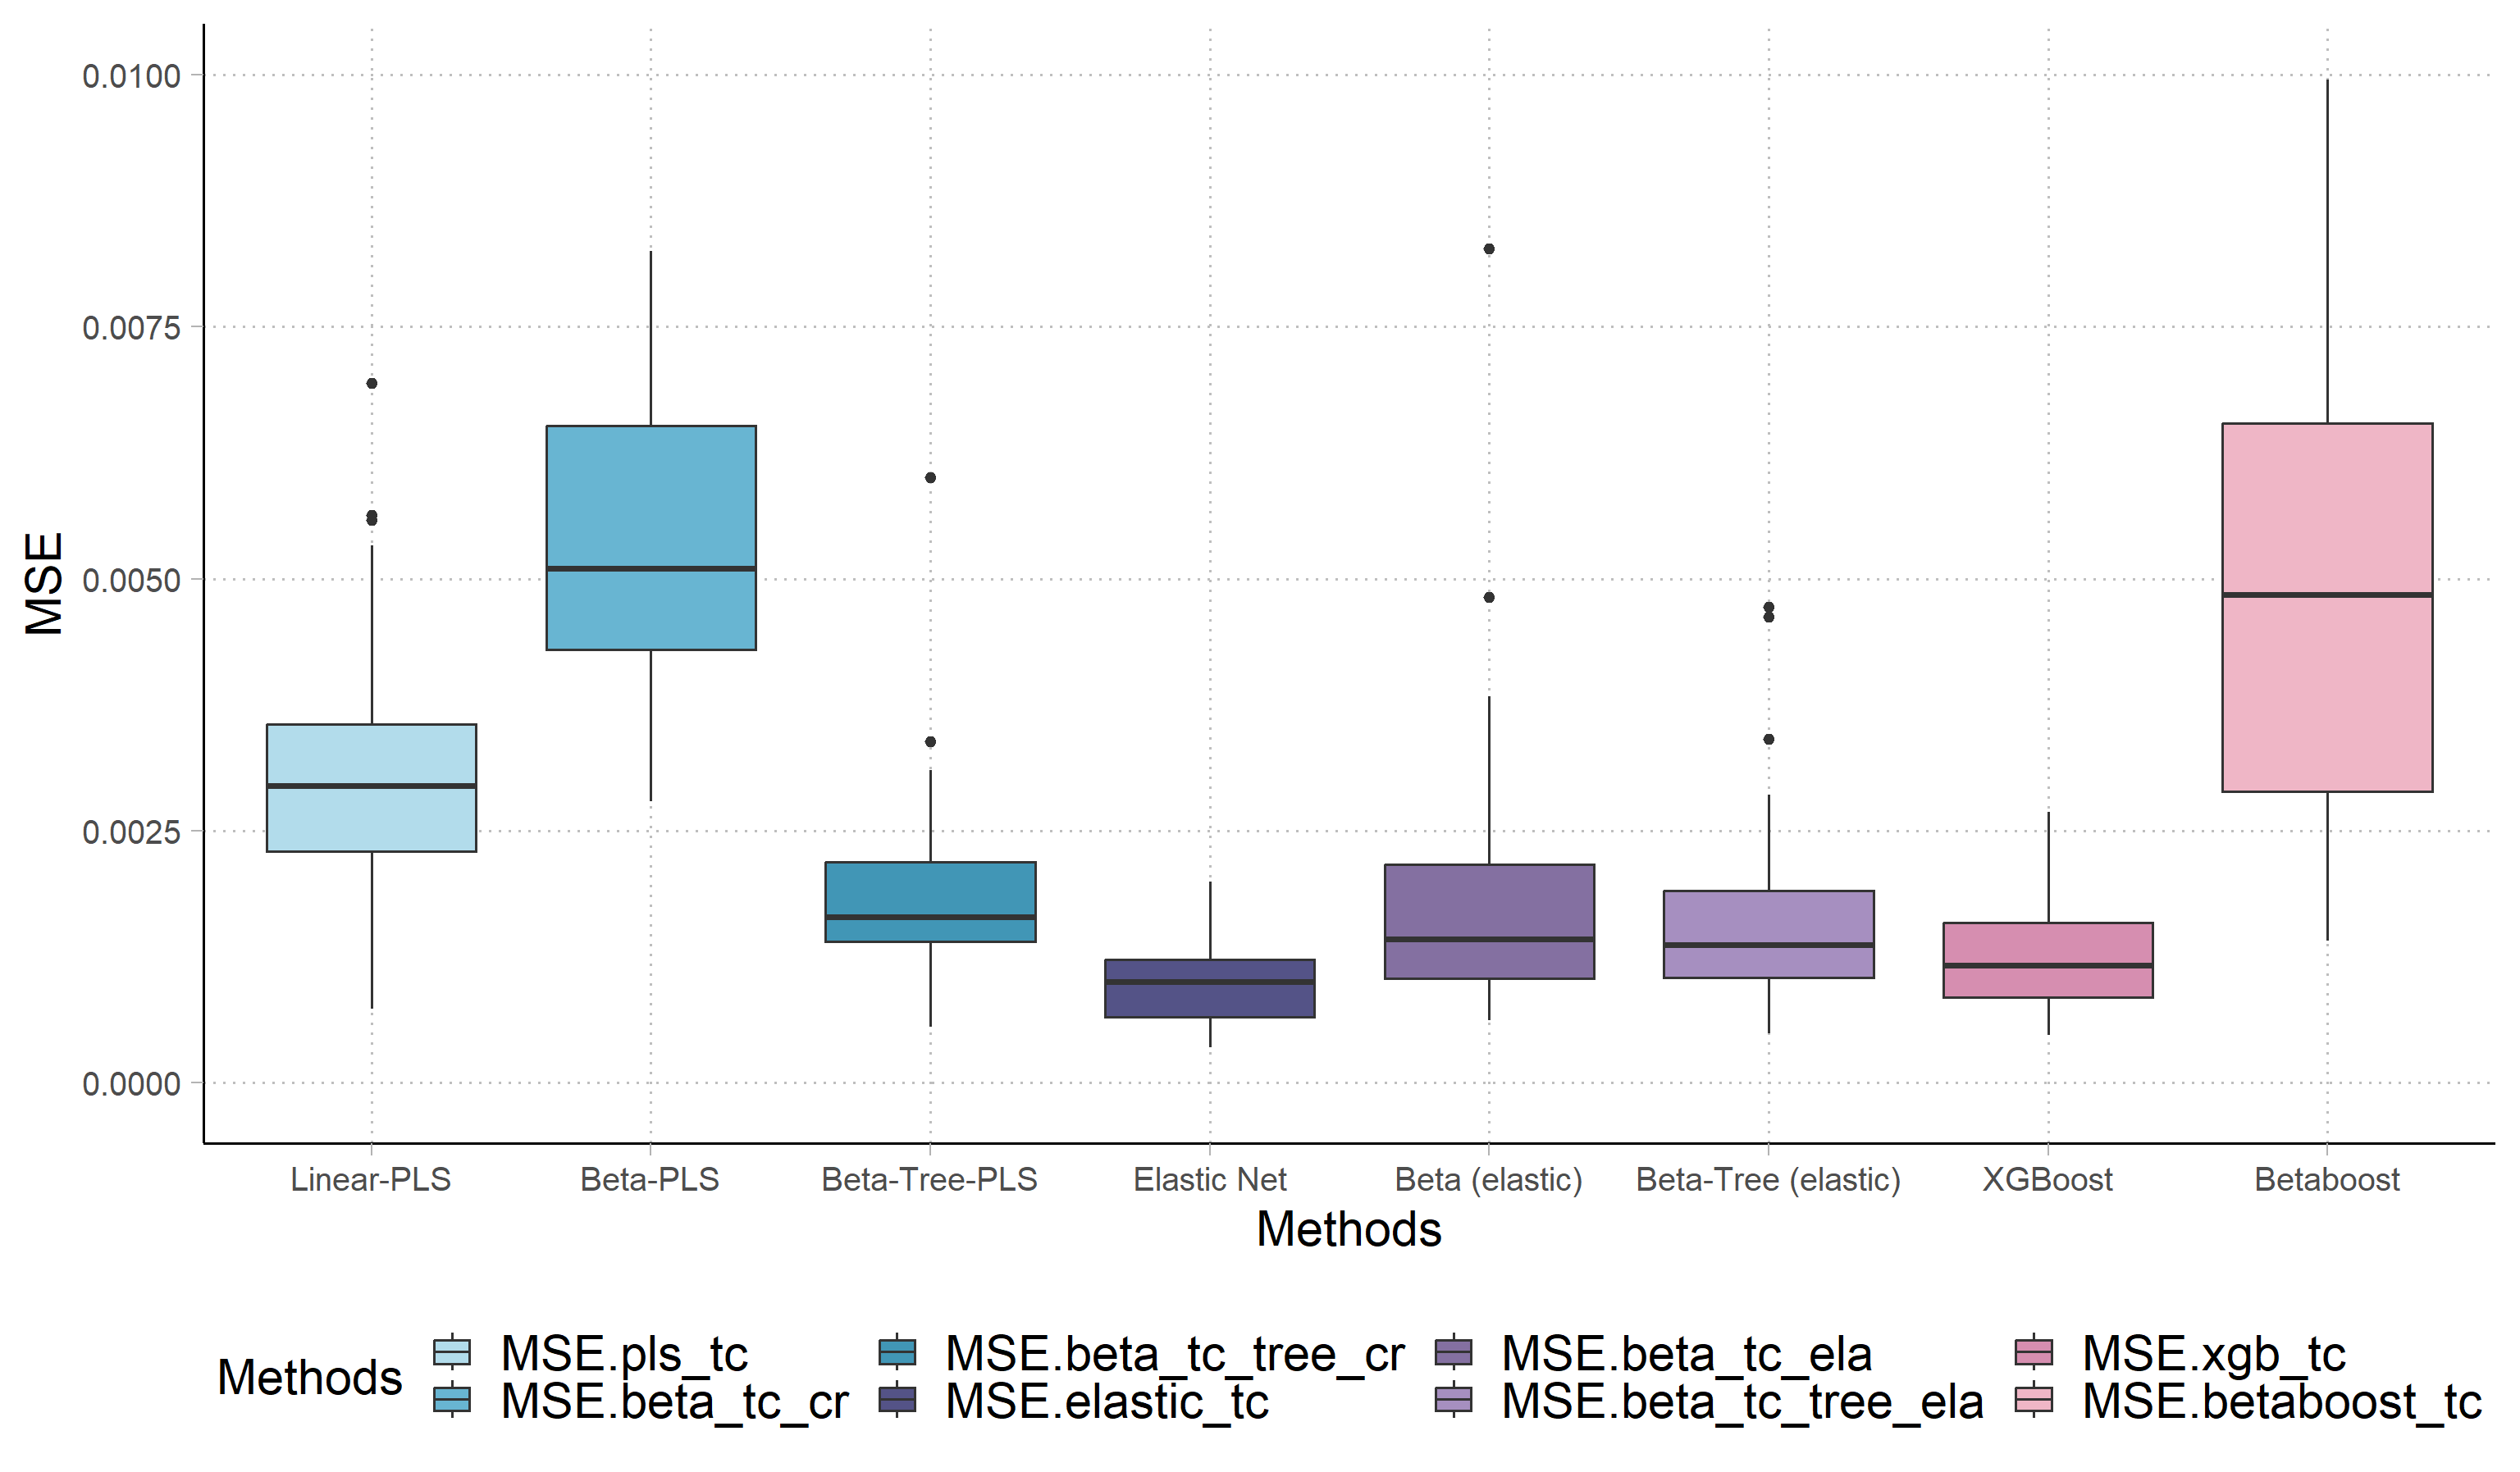 0.0100
0.0075
0.0050
0.0025
0.0000
MSE
Linear-PLS Beta-PLS Beta-Tree-PLS Elastic Net Beta (elastic) Beta-Tree (elastic) XGBoost Betaboost
Methods
Methods
MSE.pls_tc MSE.beta_tc_tree_cr MSE.beta_tc_ela MSE.xgb_tc
MSE.beta_tc_cr MSE.elastic_tc MSE.beta_tc_tree_ela MSE.betaboost_tc